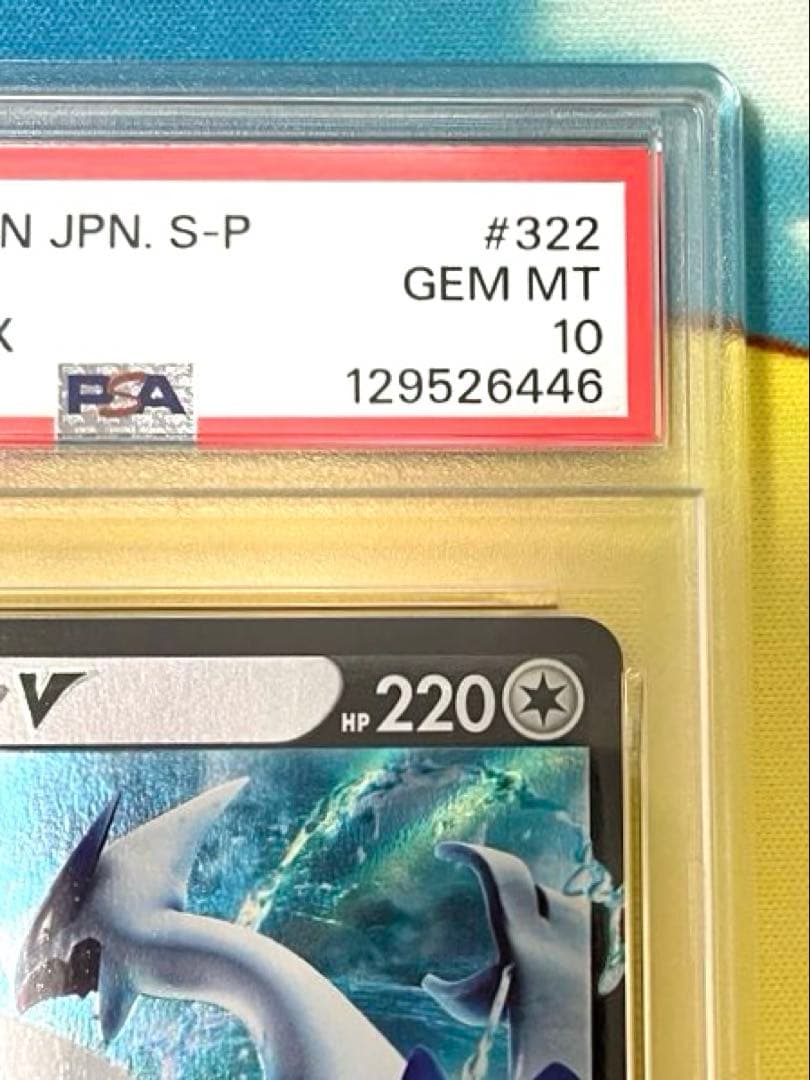 N JPN. S-P #322
GEM MT
X 10
PSA 129526446
V HP 220